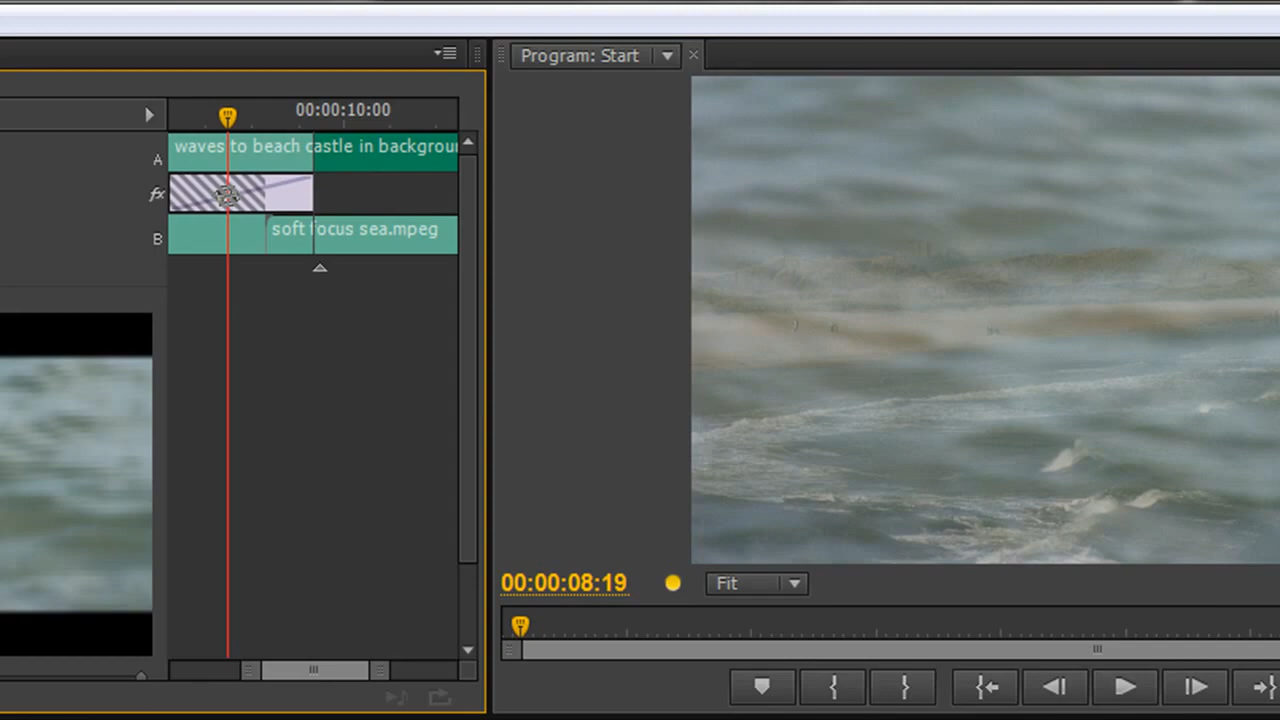 Program: Start
00:00:10:00
A
waves to beach castle in backgrou
fx
B
soft focus sea.mpeg
00:00:08:19
Fit